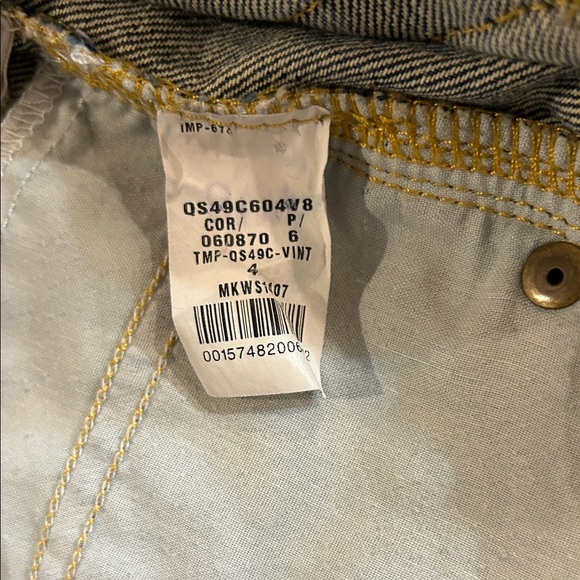 QS49C604V8
COR/ P/
060870 6
TMP-QS49C-VINT
4